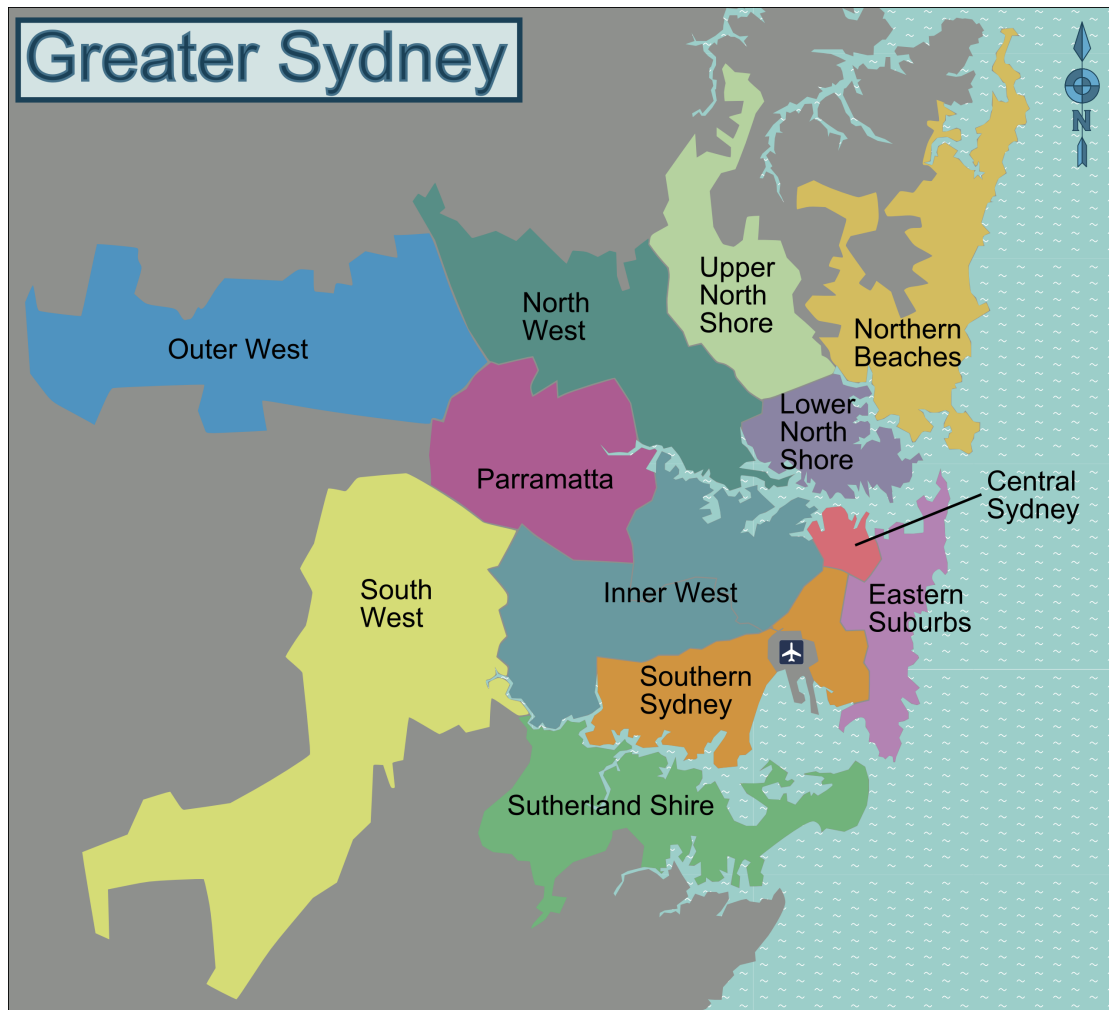 Greater Sydney
N
Upper
North
Shore
North
West
Northern
Beaches
Outer West
Lower
North
Shore
Parramatta
Central
Sydney
South
West
Inner West
Eastern
Suburbs
Southern
Sydney
Sutherland Shire